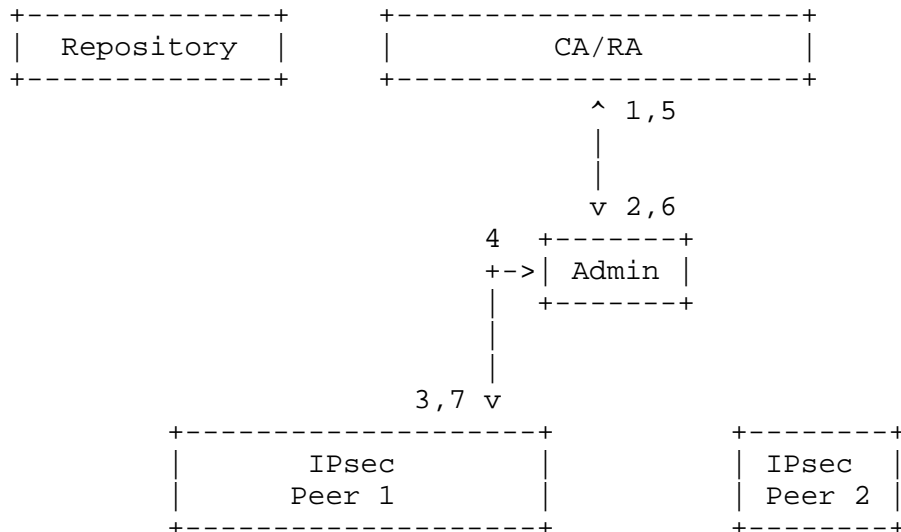 Repository CA/RA
1,5
2,6
4
Admin
3,7
IPsec IPsec
Peer 1 Peer 2